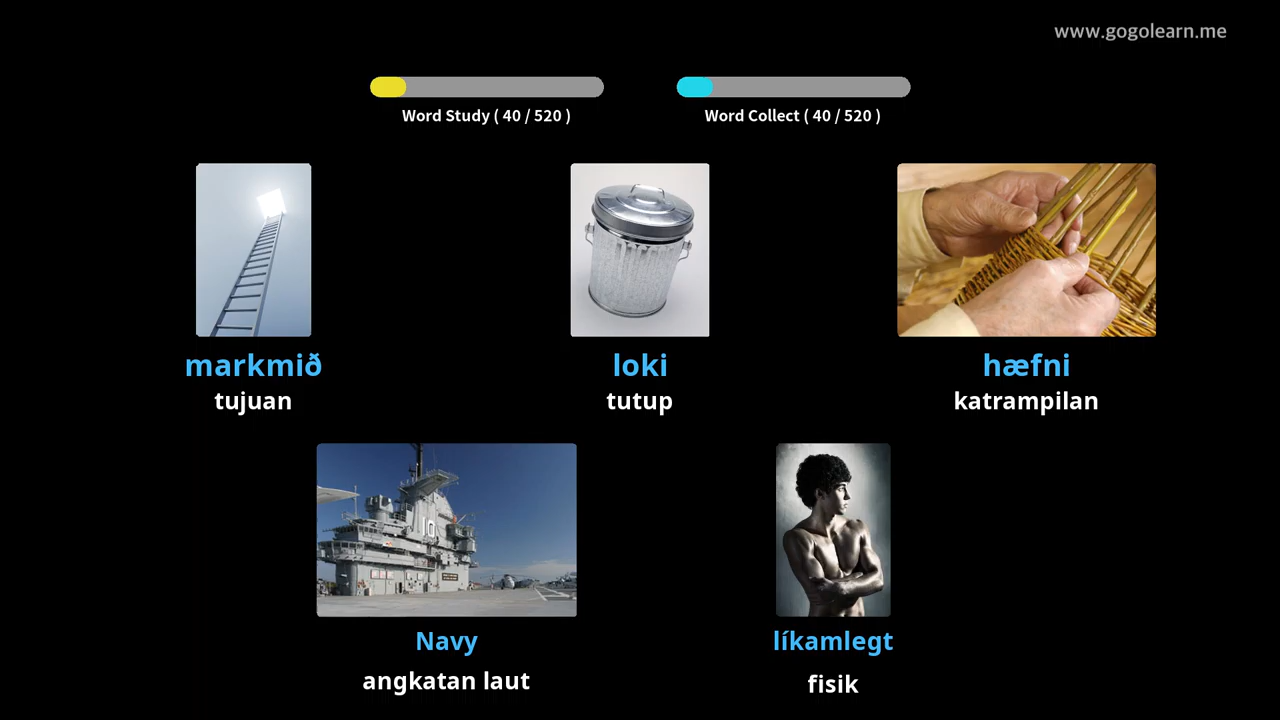 www.gogolearn.me
Word Study ( 40 / 520 )
Word Collect ( 40 / 520 )
markmið
tujuan
loki
tutup
hæfni
katrampilan
10
Navy
angkatan laut
líkamlegt
fisik